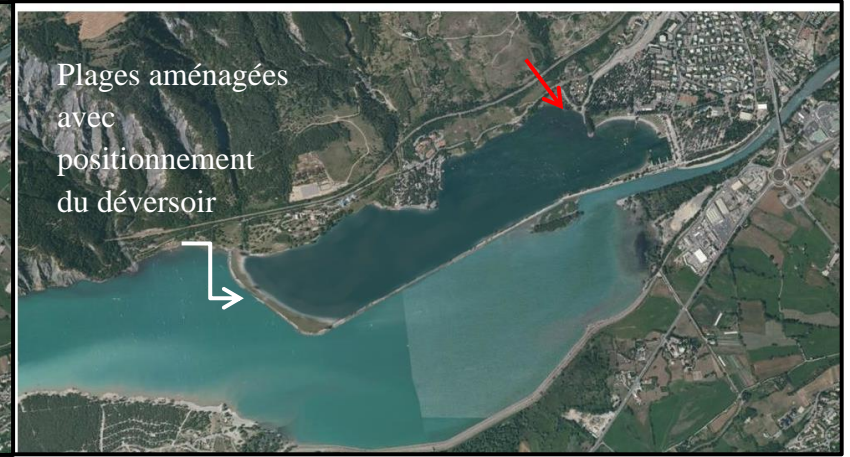 Plages aménagées
avec
positionnement
du déversoir